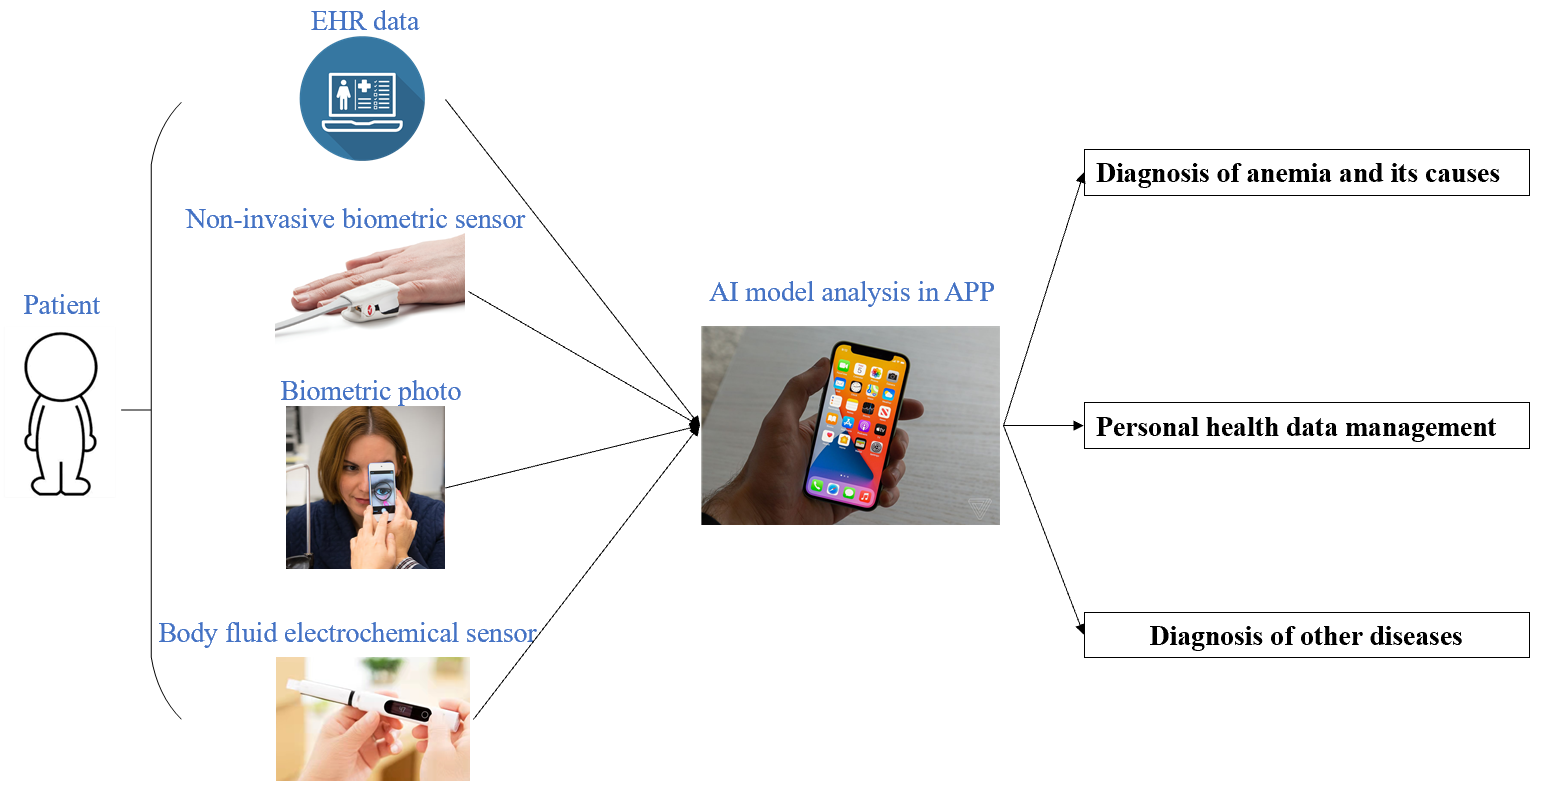 EHR data
Non-invasive biometric sensor
Patient
Biometric photo
Body fluid electrochemical sensor
AI model analysis in APP
Diagnosis of anemia and its causes
Personal health data management
Diagnosis of other diseases